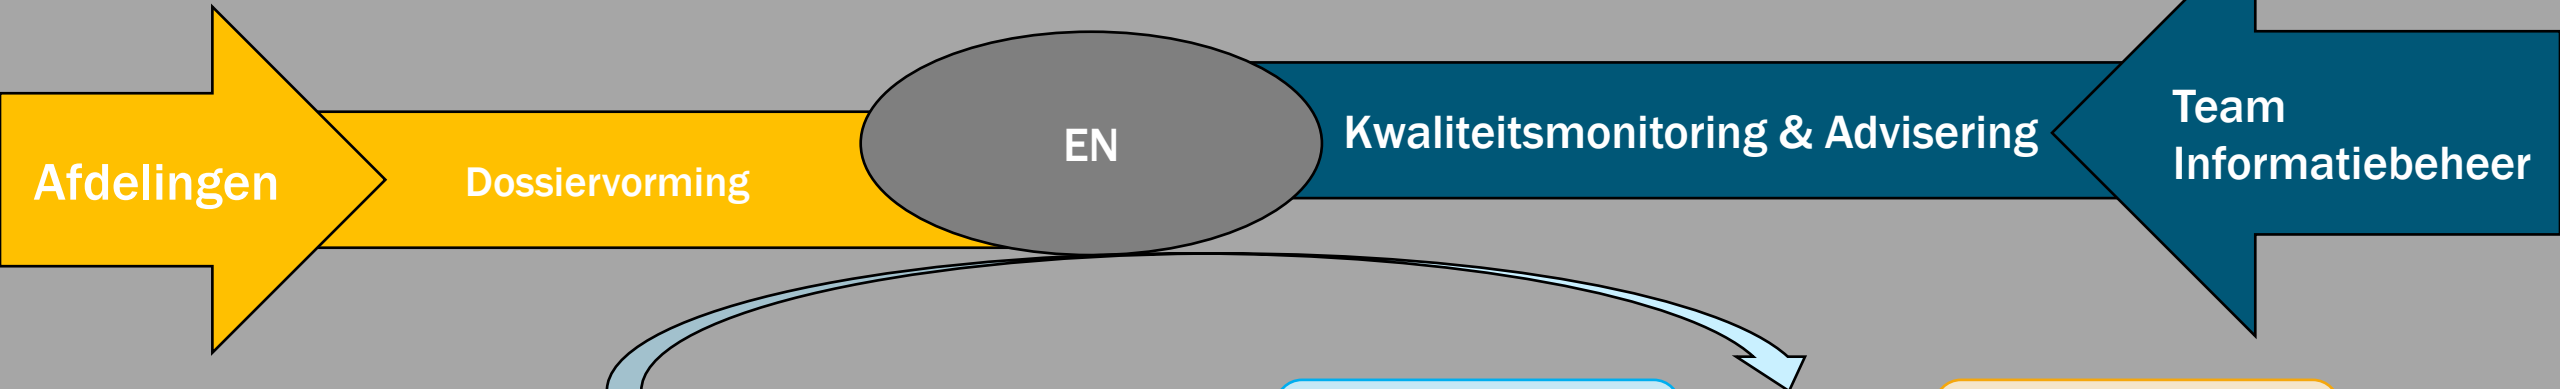 Afdelingen
Dossiervorming
EN
Kwaliteitsmonitoring & Advisering
Team
Informatiebeheer